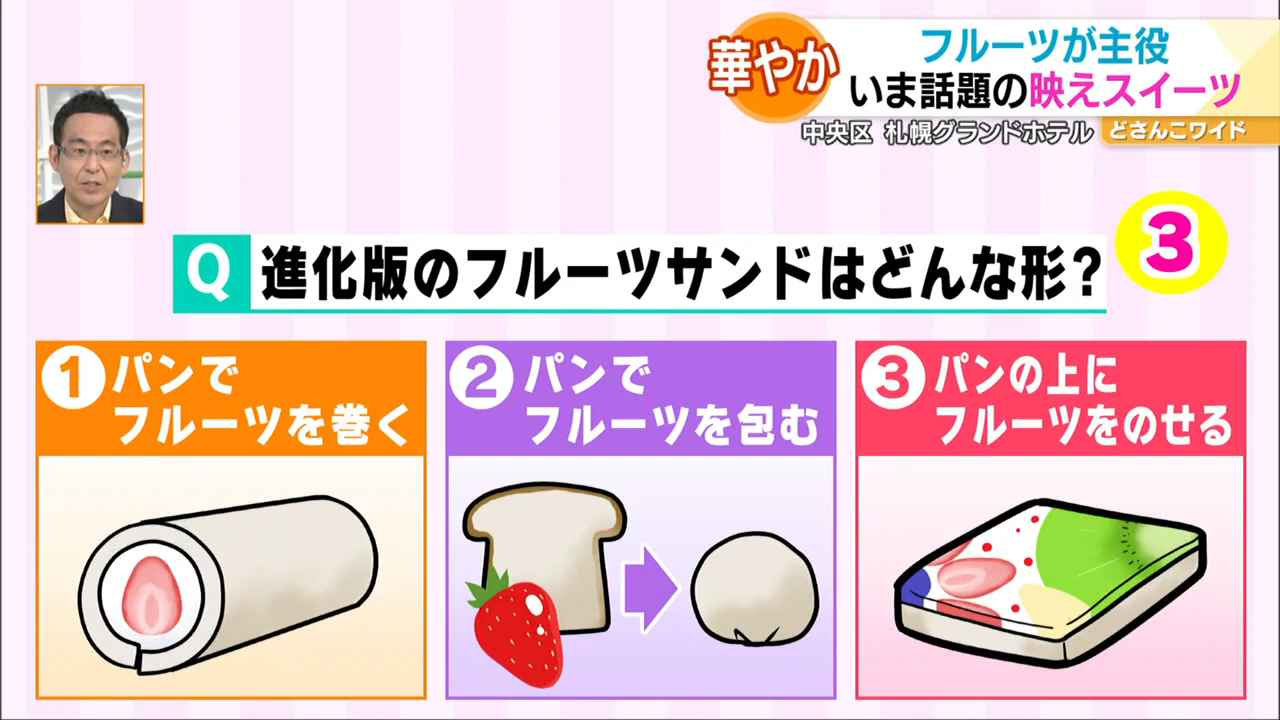 華やか
フルーツが主役
いま話題の映えスイーツ
中央区 札幌グランドホテル
どさんこワイド
Q 進化版のフルーツサンドはどんな形?
3
1 パンで
フルーツを巻く
2 パンで
フルーツを包む
3 パンの上に
フルーツをのせる